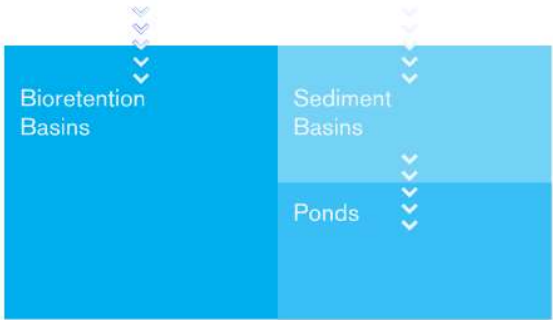 Bioretention
Basins
Sediment
Basins
Ponds